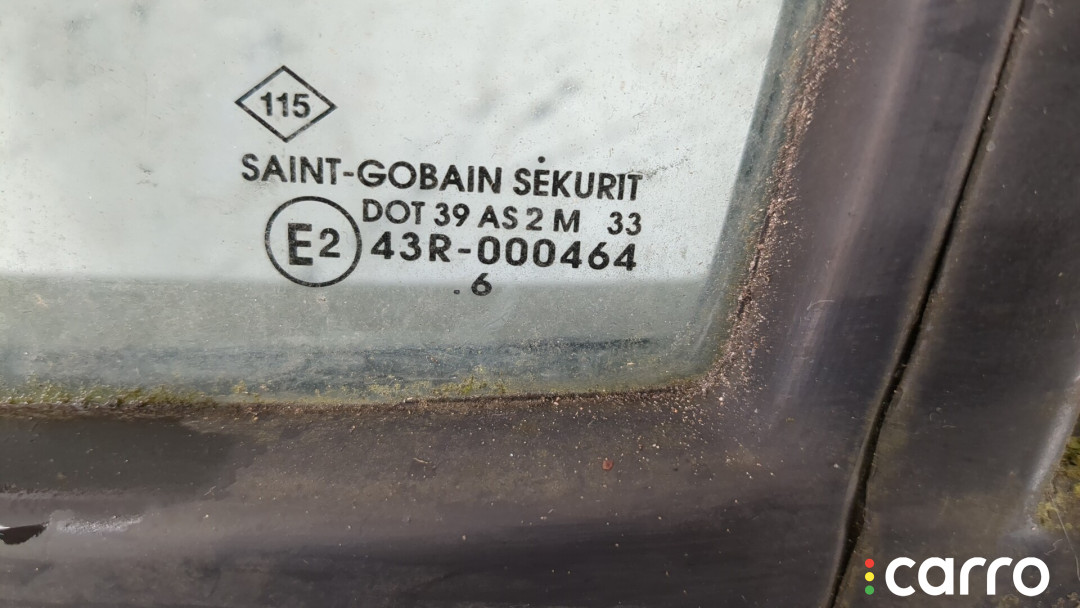 115
SAINT-GOBAIN SEKURIT
DOT 39 AS 2 M 33
E2 43R-000464
. 6
carro